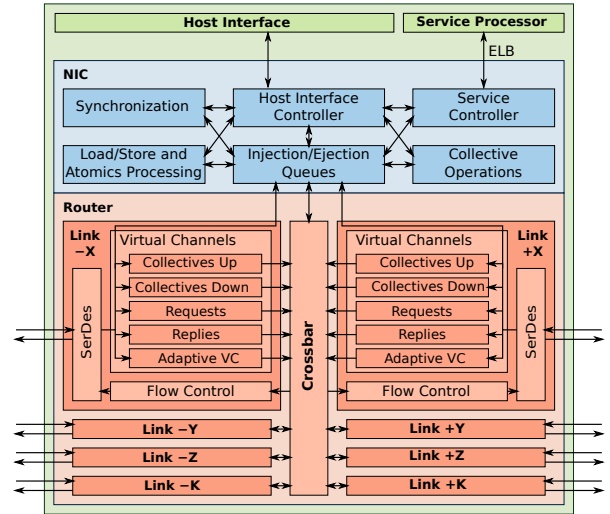 Host Interface
Service Processor
ELB
NIC
Synchronization
Host Interface
Controller
Service
Controller
Load/Store and
Atomics Processing
Injection/Ejection
Queues
Collective
Operations
Router
Link
−X
Virtual Channels
Collectives Up
Collectives Down
Requests
Replies
Adaptive VC
SerDes
Flow Control
Crossbar
Virtual Channels
Collectives Up
Collectives Down
Requests
Replies
Adaptive VC
Link
+X
SerDes
Flow Control
Link −Y
Link +Y
Link −Z
Link +Z
Link −K
Link +K